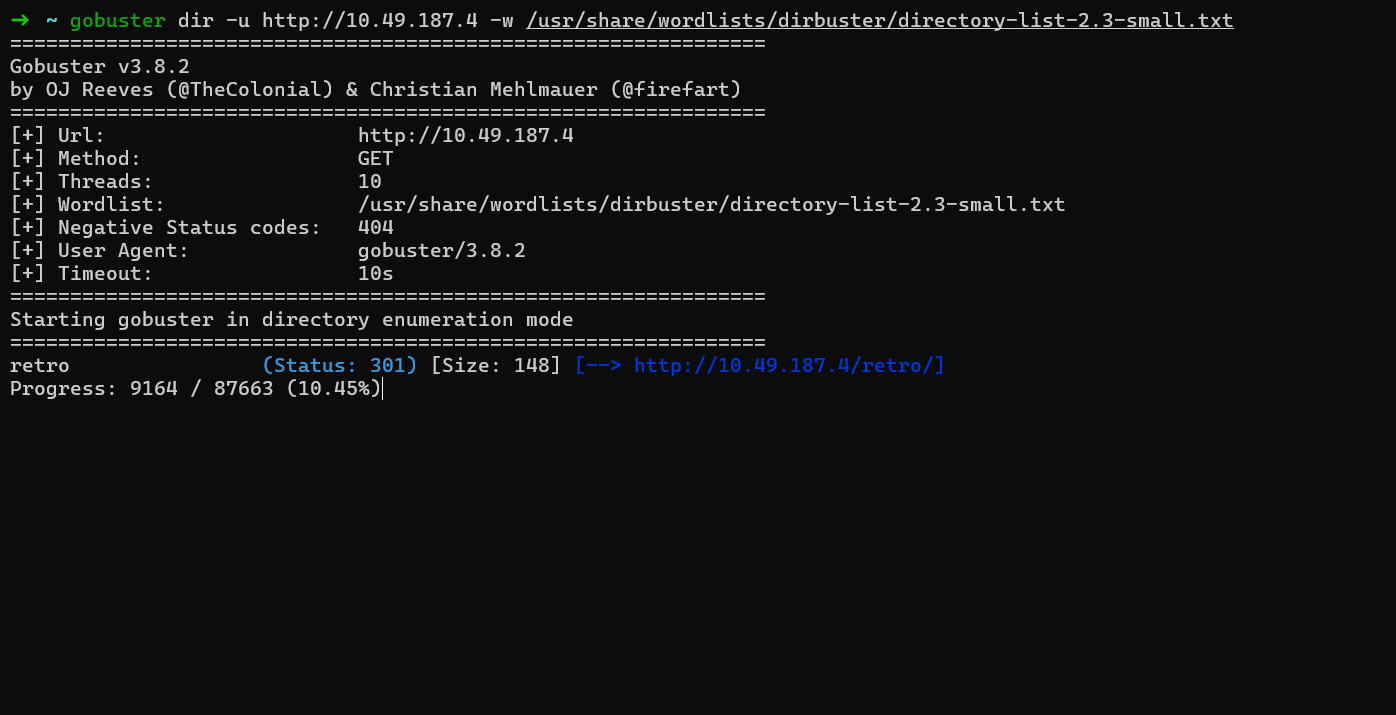 ➜ ~ gobuster dir -u http://10.49.187.4 -w /usr/share/wordlists/dirbuster/directory-list-2.3-small.txt
===============================================================
Gobuster v3.8.2
by OJ Reeves (@TheColonial) & Christian Mehlmauer (@firefart)
===============================================================
[+] Url:                     http://10.49.187.4
[+] Method:                  GET
[+] Threads:                 10
[+] Wordlist:                /usr/share/wordlists/dirbuster/directory-list-2.3-small.txt
[+] Negative Status codes:   404
[+] User Agent:              gobuster/3.8.2
[+] Timeout:                 10s
===============================================================
Starting gobuster in directory enumeration mode
===============================================================
retro                (Status: 301) [Size: 148] [--> http://10.49.187.4/retro/]
Progress: 9164 / 87663 (10.45%)